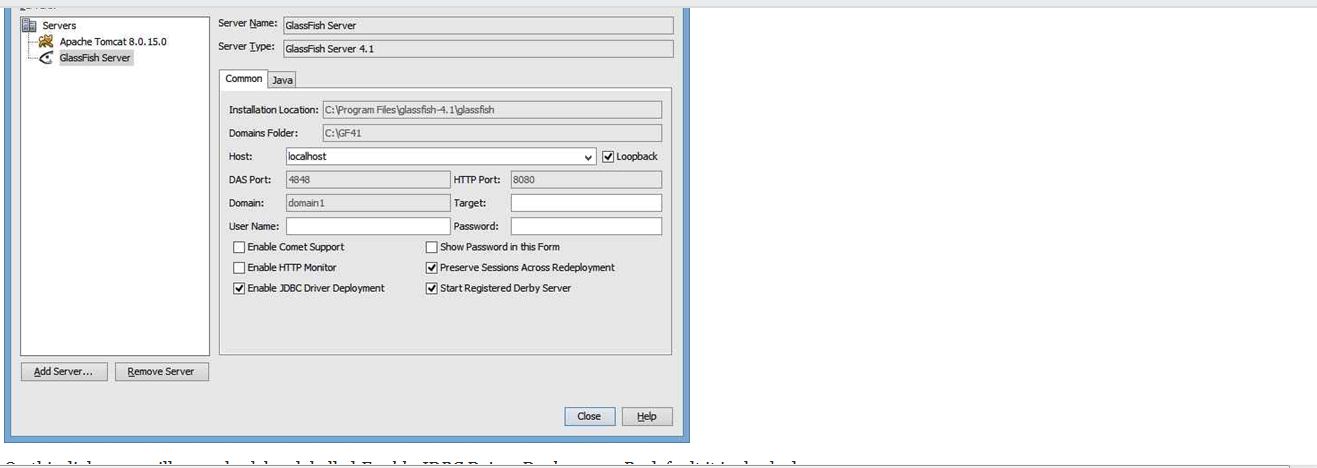 Servers
Apache Tomcat 8.0.15.0
GlassFish Server
Server Name: GlassFish Server
Server Type: GlassFish Server 4.1
Common Java
Installation Location: C:\Program Files\glassfish-4.1\glassfish
Domains Folder: C:\GF41
Host: localhost Loopback
DAS Port: 4848 HTTP Port: 8080
Domain: domain1 Target:
User Name: Password:
Enable Comet Support Show Password in this Form
Enable HTTP Monitor Preserve Sessions Across Redeployment
Enable JDBC Driver Deployment Start Registered Derby Server
Add Server... Remove Server
Close Help